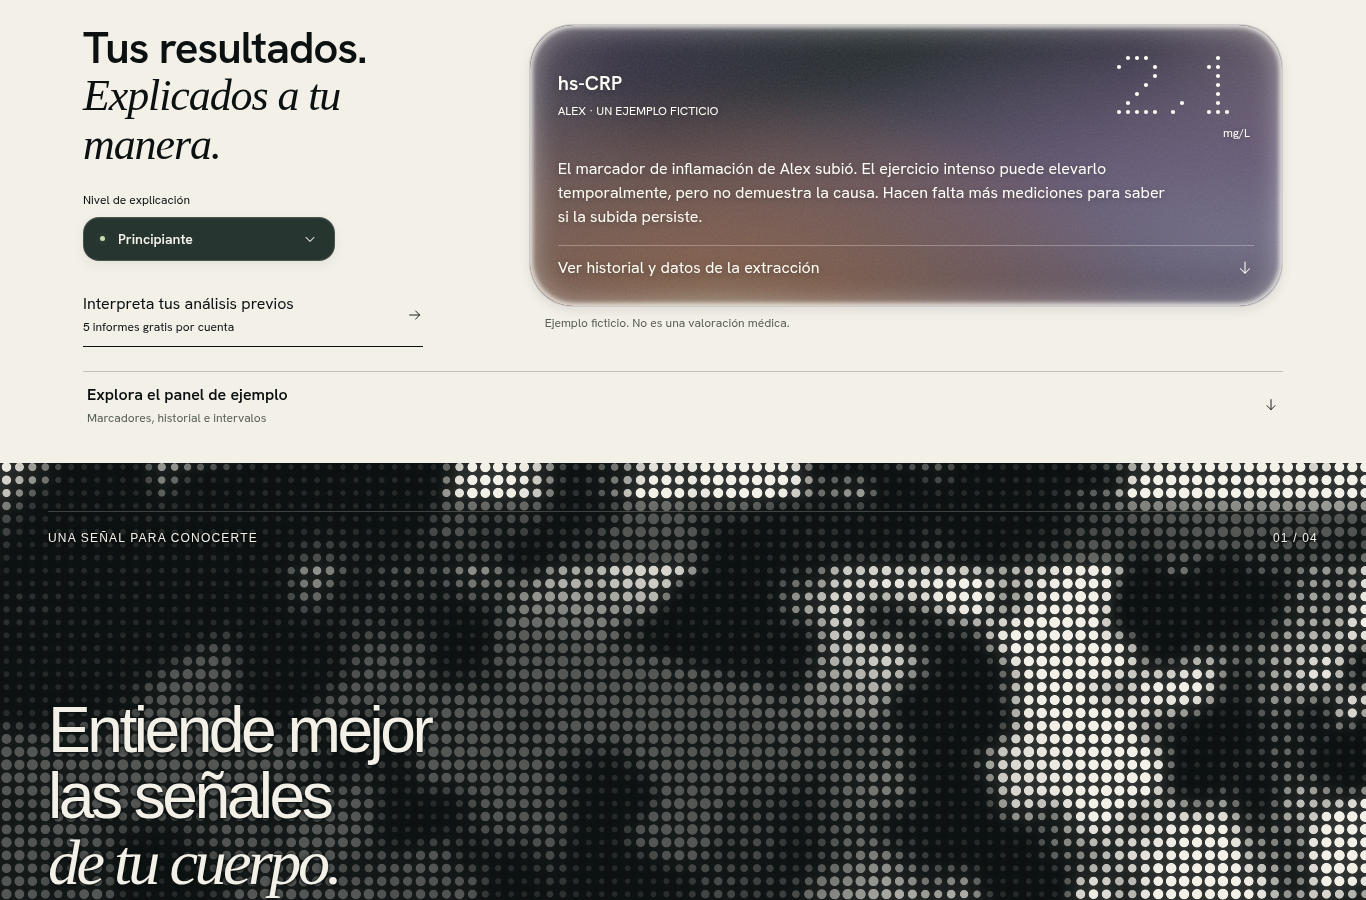 Tus resultados.
Explicados a tu
manera.
Nivel de explicación
Principiante
Interpreta tus análisis previos
5 informes gratis por cuenta
hs-CRP
ALEX · UN EJEMPLO FICTICIO
2.1
mg/L
El marcador de inflamación de Alex subió. El ejercicio intenso puede elevarlo
temporalmente, pero no demuestra la causa. Hacen falta más mediciones para saber
si la subida persiste.
Ver historial y datos de la extracción
Ejemplo ficticio. No es una valoración médica.
Explora el panel de ejemplo
Marcadores, historial e intervalos
UNA SEÑAL PARA CONOCERTE
01 / 04
Entiende mejor
las señales
de tu cuerpo.